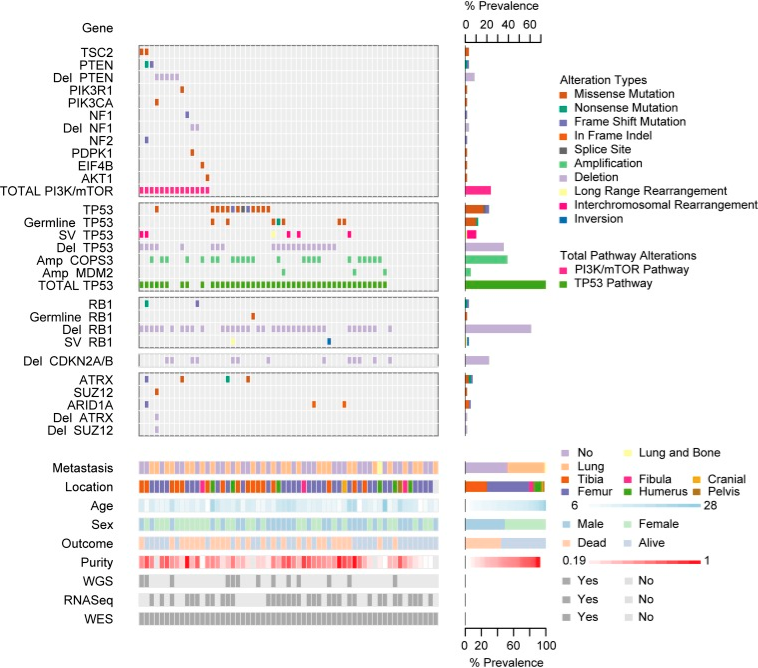 % Prevalence
0 20 40 60
Gene
TSC2
PTEN
Del PTEN
PIK3R1
PIK3CA
NF1
Del NF1
NF2
PDPK1
EIF4B
AKT1
TOTAL PI3K/mTOR
Alteration Types
Missense Mutation
Nonsense Mutation
Frame Shift Mutation
In Frame Indel
Splice Site
Amplification
Deletion
Long Range Rearrangement
Interchromosomal Rearrangement
Inversion
TP53
Germline TP53
SV TP53
Del TP53
Amp COPS3
Amp MDM2
TOTAL TP53
Total Pathway Alterations
PI3K/mTOR Pathway
TP53 Pathway
RB1
Germline RB1
Del RB1
SV RB1
Del CDKN2A/B
ATRX
SUZ12
ARID1A
Del ATRX
Del SUZ12
Metastasis
Location
Age
Sex
Outcome
Purity
WGS
RNASeq
WES
No Lung and Bone
Lung
Tibia Fibula Cranial
Femur Humerus Pelvis
6 28
Male Female
Dead Alive
0.19 1
Yes No
Yes No
Yes No
0 20 60 100
% Prevalence